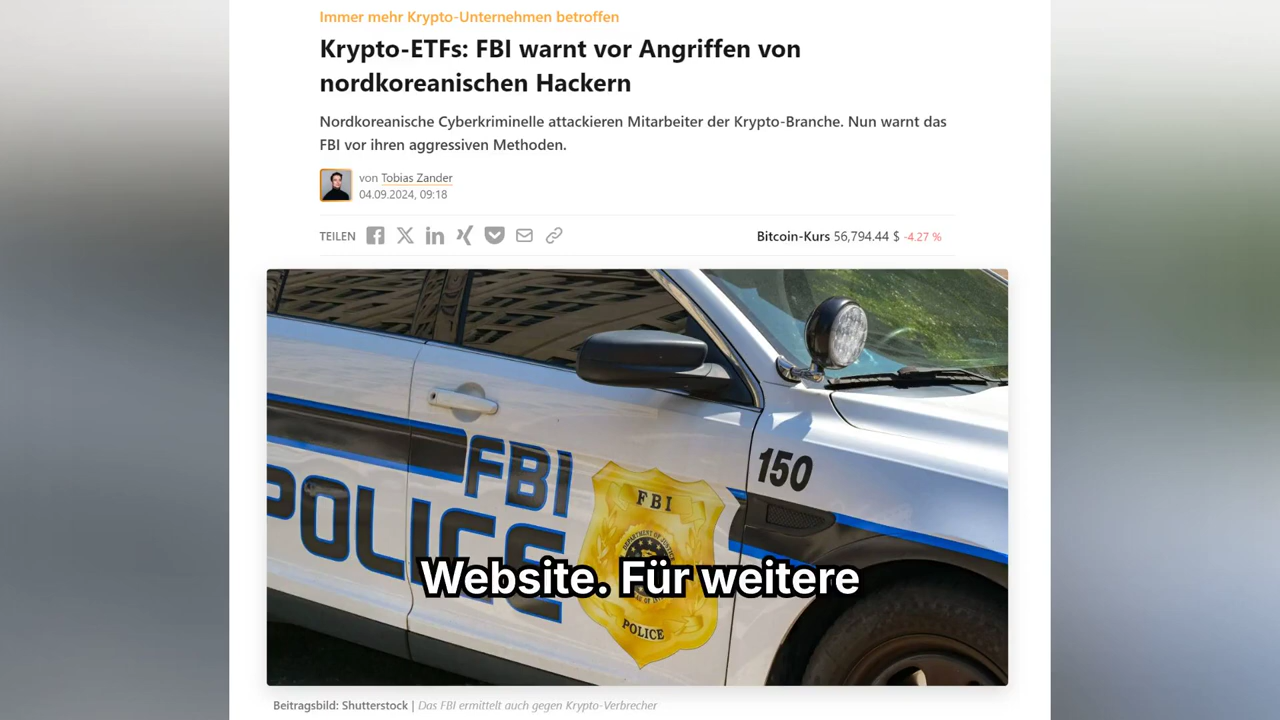 Immer mehr Krypto-Unternehmen betroffen
Krypto-ETFs: FBI warnt vor Angriffen von
nordkoreanischen Hackern
Nordkoreanische Cyberkriminelle attackieren Mitarbeiter der Krypto-Branche. Nun warnt das
FBI vor ihren aggressiven Methoden.
von Tobias Zander
04.09.2024, 09:18
TEILEN
Bitcoin-Kurs 56,794.44 $ -4.27 %
150
FBI
POLICE
FBI
DEPARTMENT OF JUSTICE
POLICE
Website. Für weitere
Beitragsbild: Shutterstock | Das FBI ermittelt auch gegen Krypto-Verbrecher